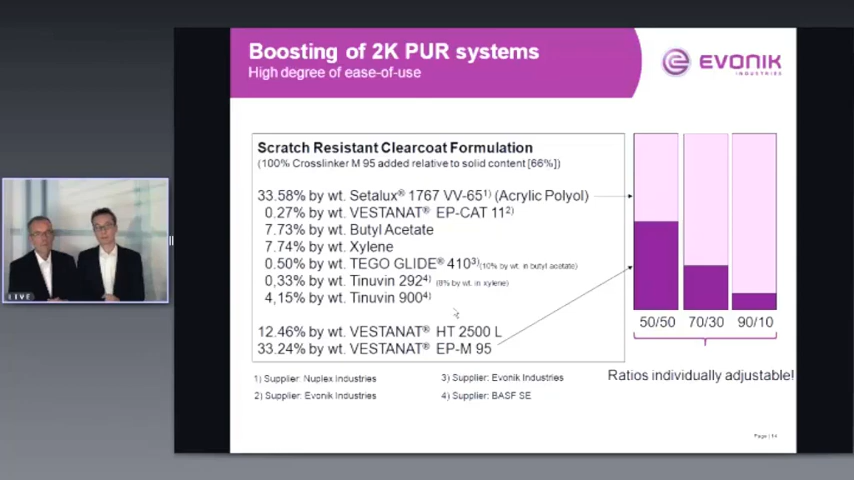 Boosting of 2K PUR systems
High degree of ease-of-use
EVONIK
INDUSTRIES
Scratch Resistant Clearcoat Formulation
(100% Crosslinker M 95 added relative to solid content [66%])
33.58% by wt. Setalux® 1767 VV-65¹⁾ (Acrylic Polyol)
0.27% by wt. VESTANAT® EP-CAT 11²⁾
7.73% by wt. Butyl Acetate
7.74% by wt. Xylene
0.50% by wt. TEGO GLIDE® 410³⁾ (10% by wt. in butyl acetate)
0,33% by wt. Tinuvin 292⁴⁾ (8% by wt. in xylene)
4,15% by wt. Tinuvin 900⁴⁾
12.46% by wt. VESTANAT® HT 2500 L
33.24% by wt. VESTANAT® EP-M 95
50/50 70/30 90/10
Ratios individually adjustable!
1) Supplier: Nuplex Industries
2) Supplier: Evonik Industries
3) Supplier: Evonik Industries
4) Supplier: BASF SE
Page | 14
LIVE